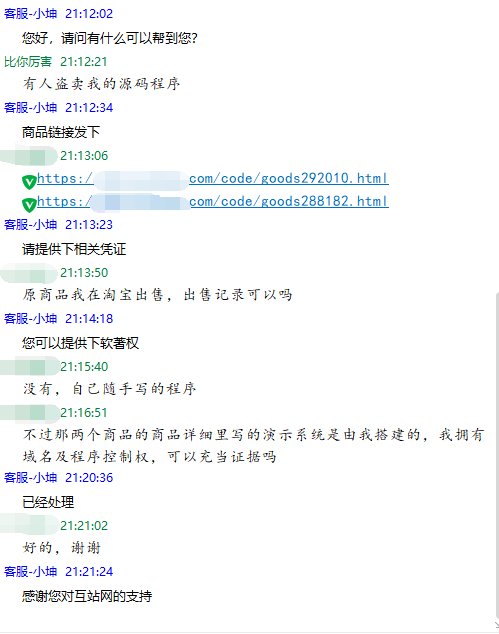 客服-小坤 21:12:02
您好，请问有什么可以帮到您？
比你厉害 21:12:21
有人盗卖我的源码程序
客服-小坤 21:12:34
商品链接发下
21:13:06
https:/ com/code/goods292010.html
https:/ com/code/goods288182.html
客服-小坤 21:13:23
请提供下相关凭证
21:13:50
原商品我在淘宝出售，出售记录可以吗
客服-小坤 21:14:18
您可以提供下软著权
21:15:40
没有，自己随手写的程序
21:16:51
不过那两个商品的商品详细里写的演示系统是由我搭建的，我拥有
域名及程序控制权，可以充当证据吗
客服-小坤 21:20:36
已经处理
21:21:02
好的，谢谢
客服-小坤 21:21:24
感谢您对互站网的支持